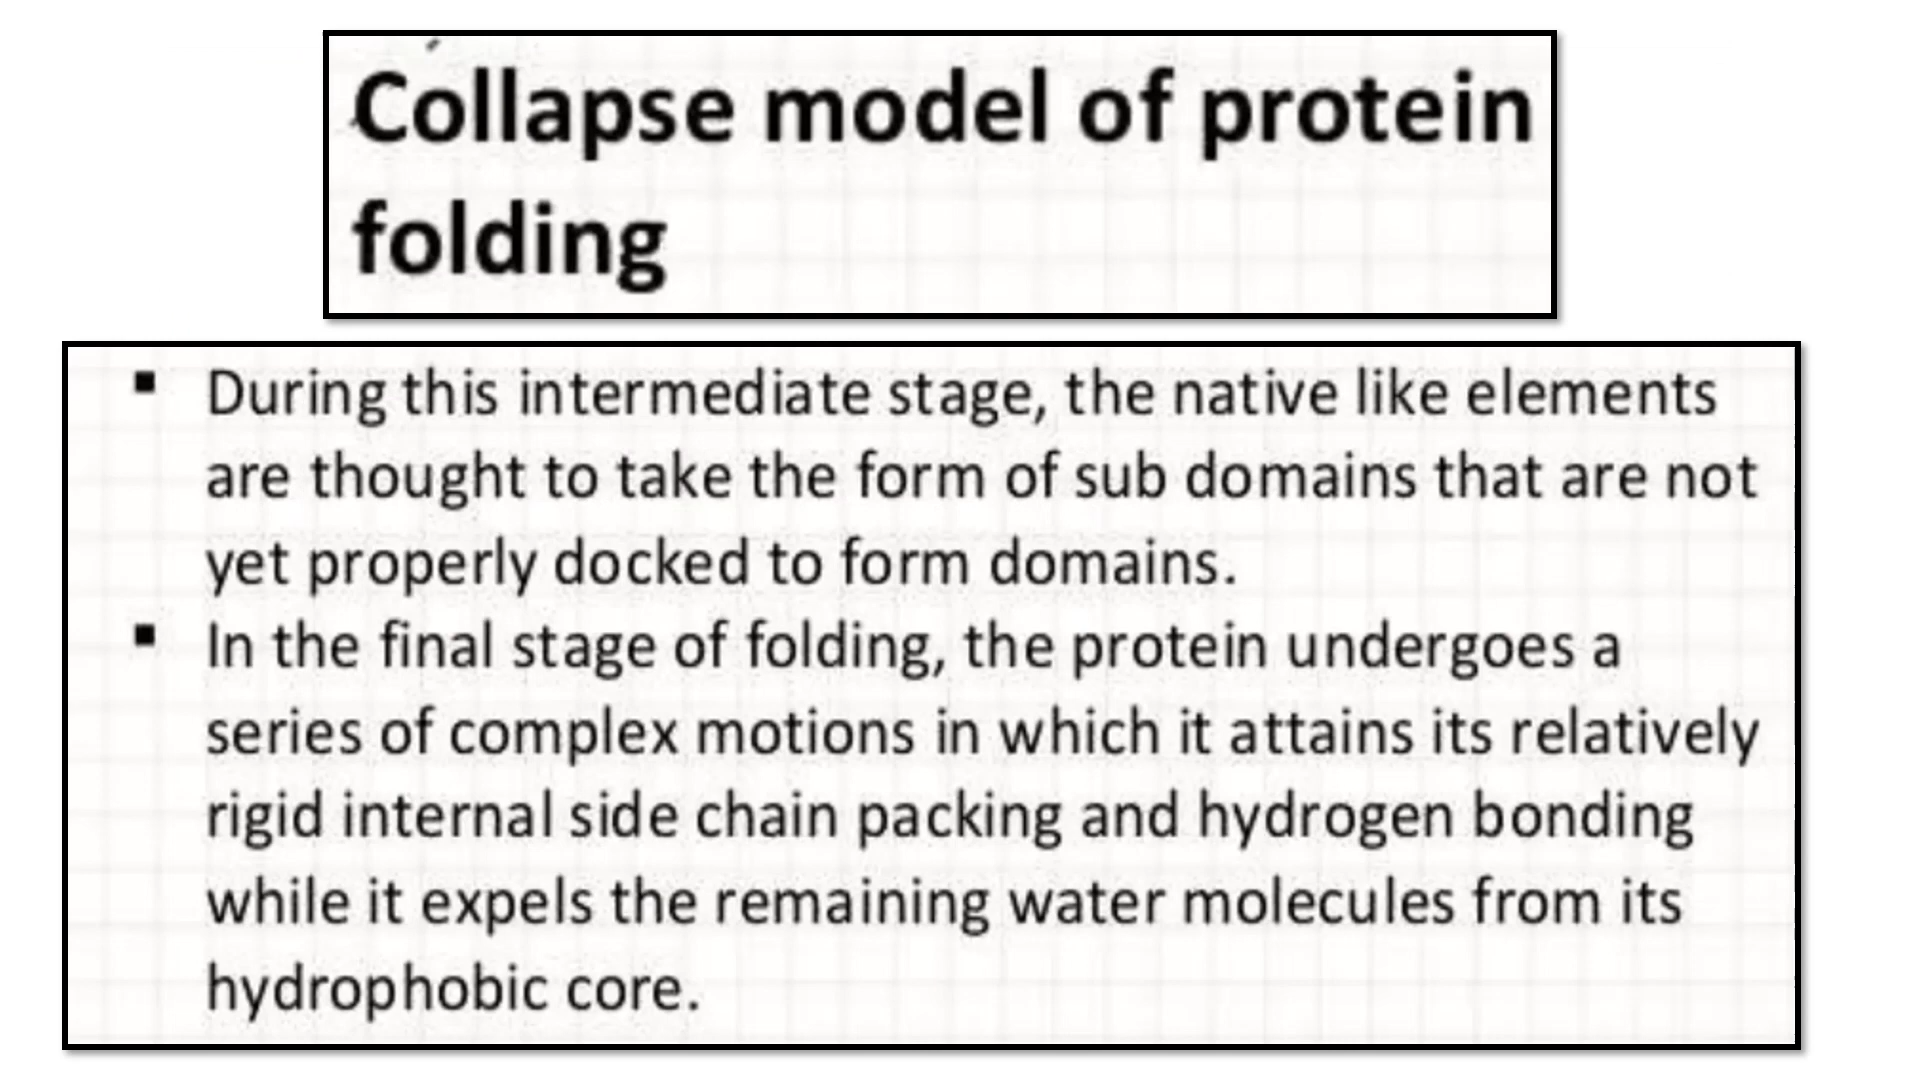 Collapse model of protein
folding
▪ During this intermediate stage, the native like elements
are thought to take the form of sub domains that are not
yet properly docked to form domains.
▪ In the final stage of folding, the protein undergoes a
series of complex motions in which it attains its relatively
rigid internal side chain packing and hydrogen bonding
while it expels the remaining water molecules from its
hydrophobic core.